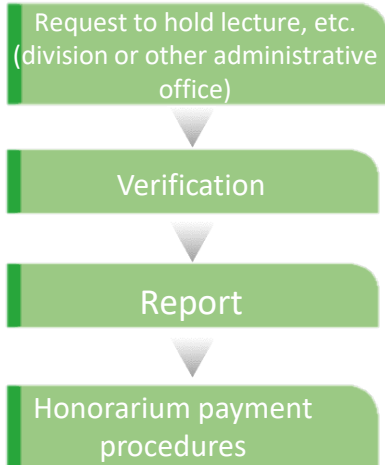 Request to hold lecture, etc.
(division or other administrative
office)
Verification
Report
Honorarium payment
procedures